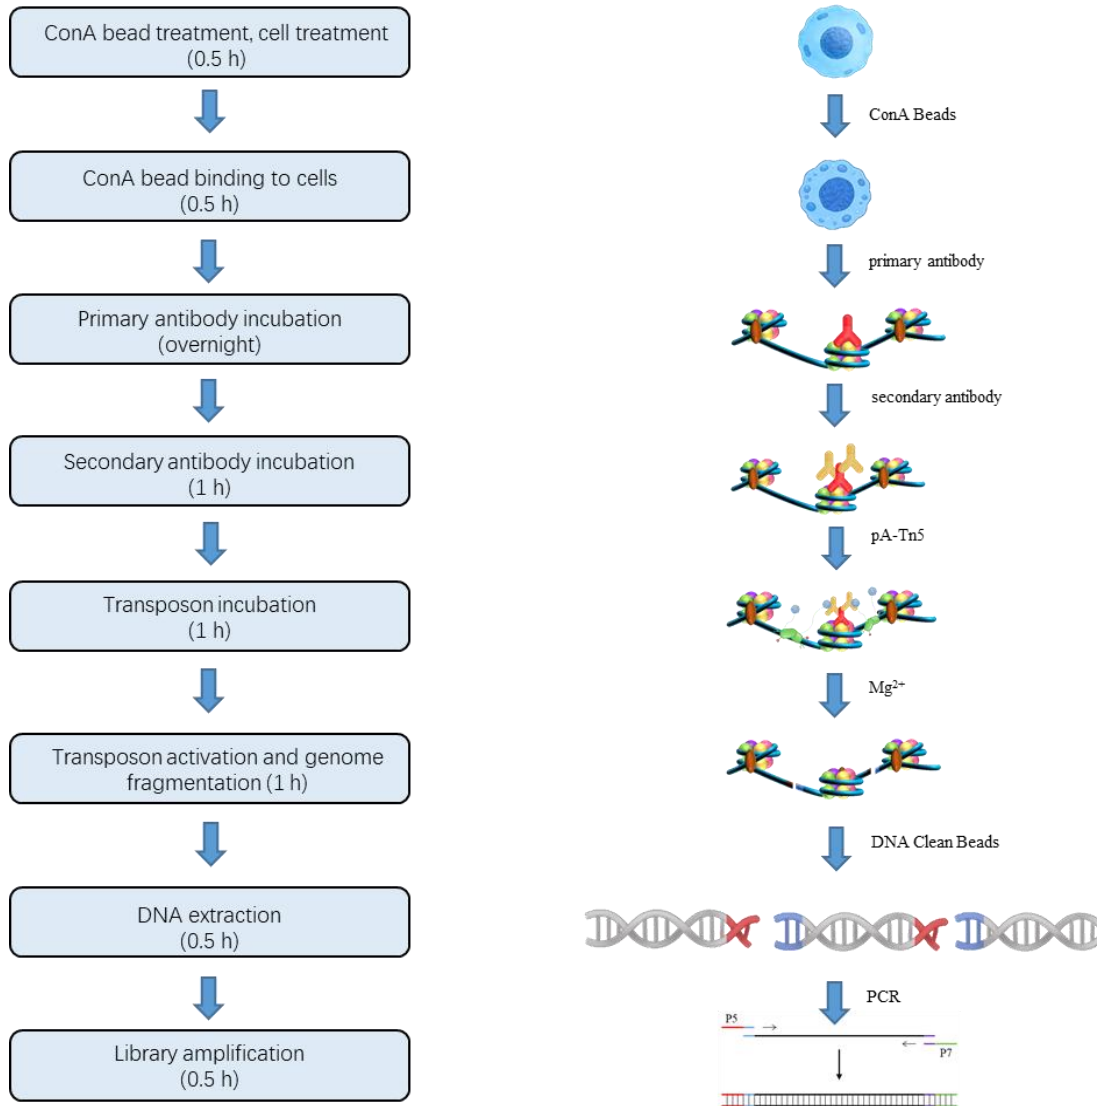 ConA bead treatment, cell treatment
(0.5 h)
ConA bead binding to cells
(0.5 h)
Primary antibody incubation
(overnight)
Secondary antibody incubation
(1 h)
Transposon incubation
(1 h)
Transposon activation and genome
fragmentation (1 h)
DNA extraction
(0.5 h)
Library amplification
(0.5 h)
ConA Beads
primary antibody
secondary antibody
pA-Tn5
Mg²⁺
DNA Clean Beads
PCR
P5
P7